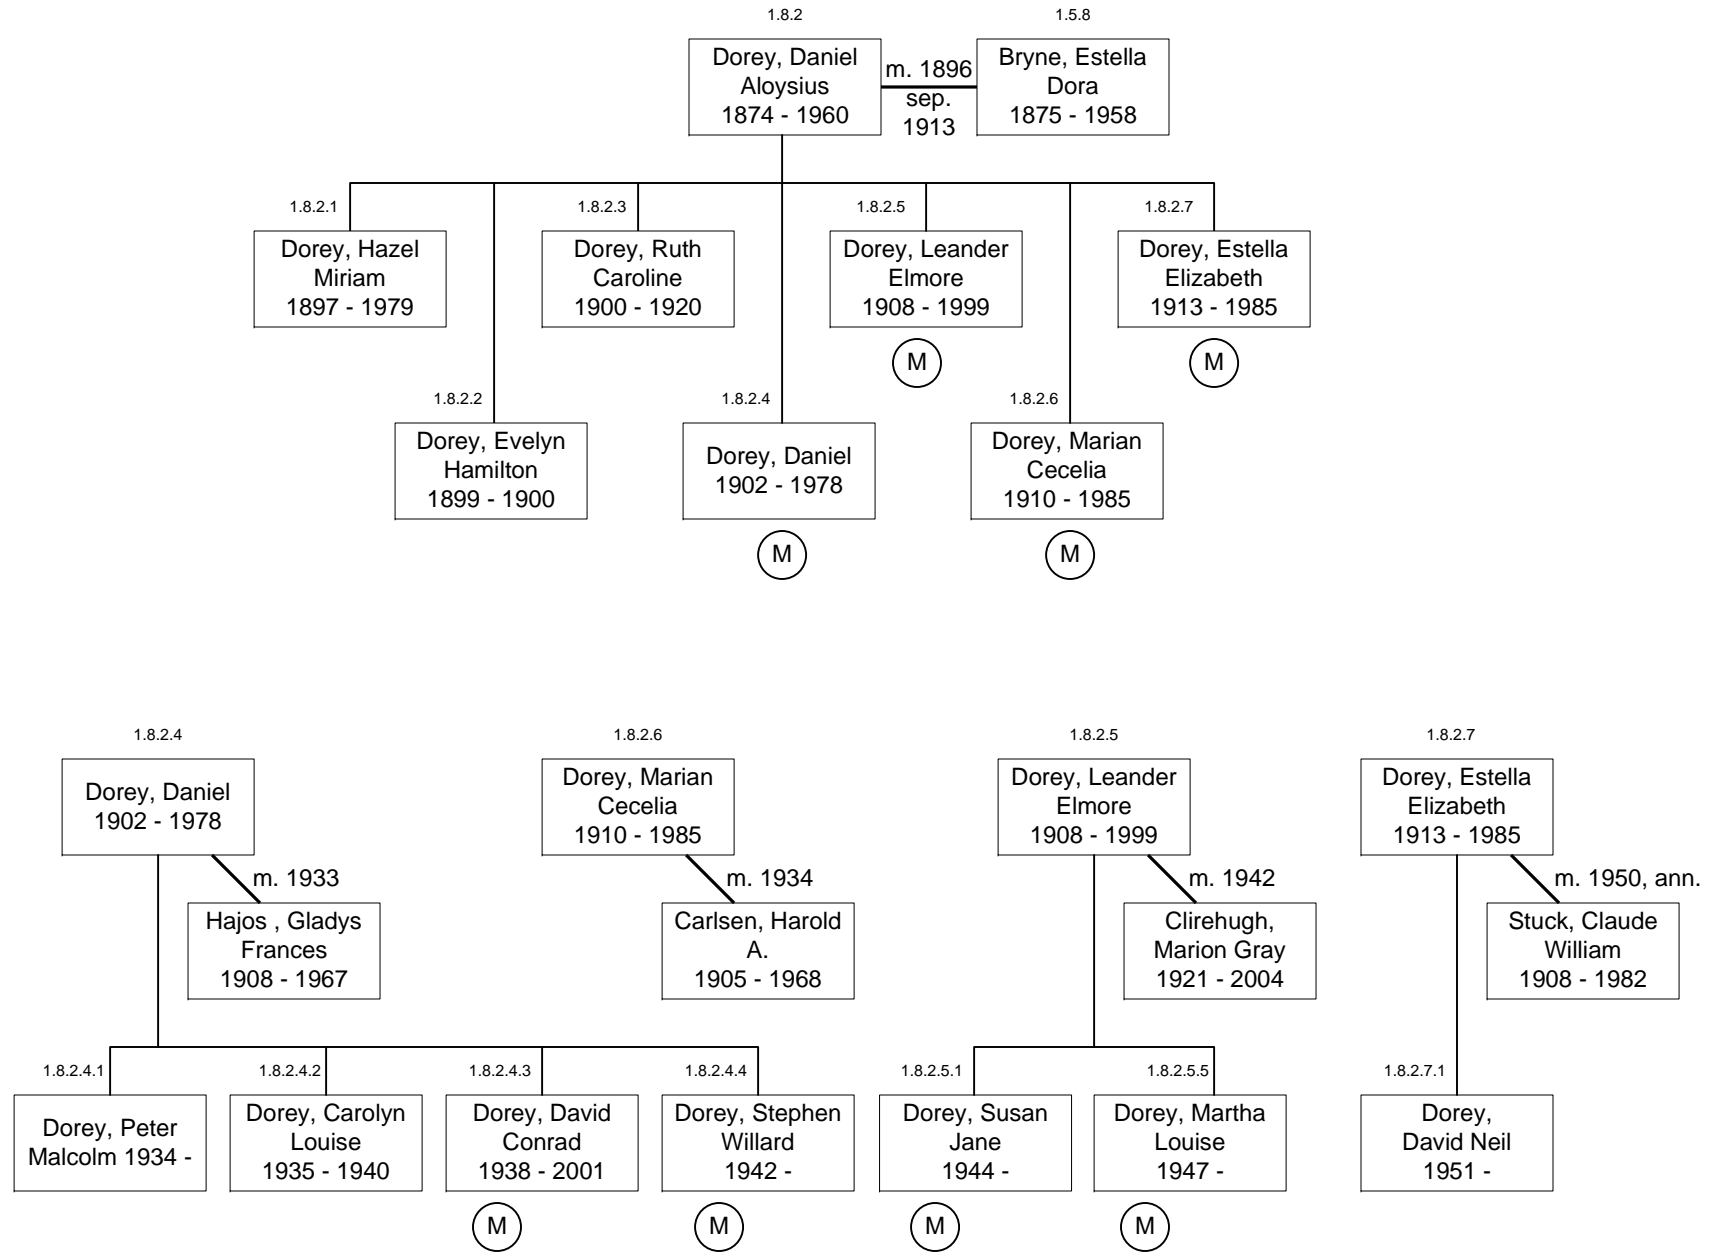 1.8.2
1.5.8
Dorey, Daniel
Aloysius
1874 - 1960
m. 1896
sep.
1913
Bryne, Estella
Dora
1875 - 1958
1.8.2.1
Dorey, Hazel
Miriam
1897 - 1979
1.8.2.3
Dorey, Ruth
Caroline
1900 - 1920
1.8.2.5
Dorey, Leander
Elmore
1908 - 1999
M
1.8.2.7
Dorey, Estella
Elizabeth
1913 - 1985
M
1.8.2.2
Dorey, Evelyn
Hamilton
1899 - 1900
1.8.2.4
Dorey, Daniel
1902 - 1978
M
1.8.2.6
Dorey, Marian
Cecelia
1910 - 1985
M
1.8.2.4
Dorey, Daniel
1902 - 1978
m. 1933
Hajos , Gladys
Frances
1908 - 1967
1.8.2.6
Dorey, Marian
Cecelia
1910 - 1985
m. 1934
Carlsen, Harold
A.
1905 - 1968
1.8.2.5
Dorey, Leander
Elmore
1908 - 1999
m. 1942
Clirehugh,
Marion Gray
1921 - 2004
1.8.2.7
Dorey, Estella
Elizabeth
1913 - 1985
m. 1950, ann.
Stuck, Claude
William
1908 - 1982
1.8.2.4.1
Dorey, Peter
Malcolm 1934 -
1.8.2.4.2
Dorey, Carolyn
Louise
1935 - 1940
1.8.2.4.3
Dorey, David
Conrad
1938 - 2001
M
1.8.2.4.4
Dorey, Stephen
Willard
1942 -
M
1.8.2.5.1
Dorey, Susan
Jane
1944 -
M
1.8.2.5.5
Dorey, Martha
Louise
1947 -
M
1.8.2.7.1
Dorey,
David Neil
1951 -